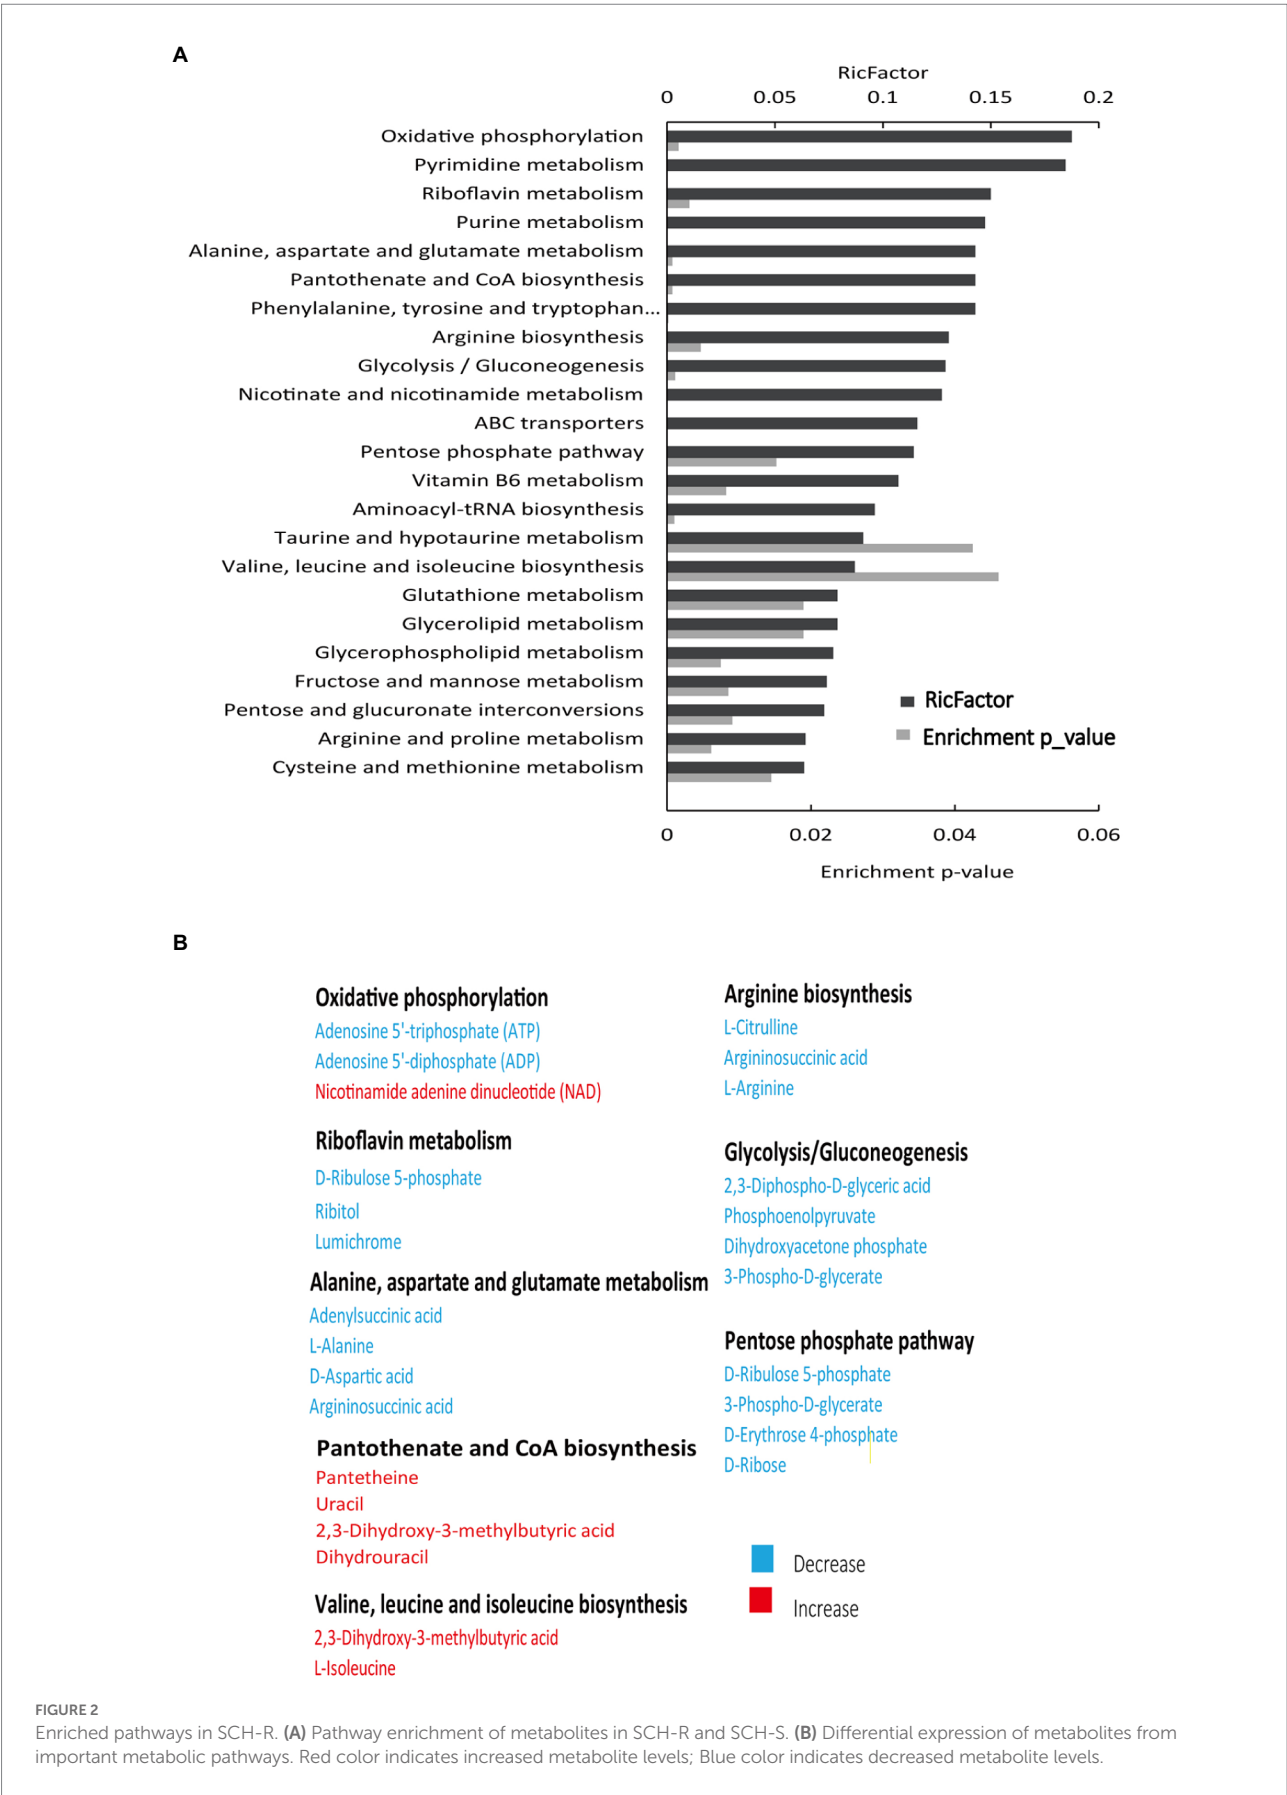 A
RicFactor
0 0.05 0.1 0.15 0.2
Oxidative phosphorylation
Pyrimidine metabolism
Riboflavin metabolism
Purine metabolism
Alanine, aspartate and glutamate metabolism
Pantothenate and CoA biosynthesis
Phenylalanine, tyrosine and tryptophan...
Arginine biosynthesis
Glycolysis / Gluconeogenesis
Nicotinate and nicotinamide metabolism
ABC transporters
Pentose phosphate pathway
Vitamin B6 metabolism
Aminoacyl-tRNA biosynthesis
Taurine and hypotaurine metabolism
Valine, leucine and isoleucine biosynthesis
Glutathione metabolism
Glycerolipid metabolism
Glycerophospholipid metabolism
Fructose and mannose metabolism
Pentose and glucuronate interconversions
Arginine and proline metabolism
Cysteine and methionine metabolism
RicFactor
Enrichment p_value
0 0.02 0.04 0.06
Enrichment p-value
B
Oxidative phosphorylation
Adenosine 5'-triphosphate (ATP)
Adenosine 5'-diphosphate (ADP)
Nicotinamide adenine dinucleotide (NAD)
Riboflavin metabolism
D-Ribulose 5-phosphate
Ribitol
Lumichrome
Alanine, aspartate and glutamate metabolism
Adenylsuccinic acid
L-Alanine
D-Aspartic acid
Argininosuccinic acid
Pantothenate and CoA biosynthesis
Pantetheine
Uracil
2,3-Dihydroxy-3-methylbutyric acid
Dihydrouracil
Valine, leucine and isoleucine biosynthesis
2,3-Dihydroxy-3-methylbutyric acid
L-Isoleucine
Arginine biosynthesis
L-Citrulline
Argininosuccinic acid
L-Arginine
Glycolysis/Gluconeogenesis
2,3-Diphospho-D-glyceric acid
Phosphoenolpyruvate
Dihydroxyacetone phosphate
3-Phospho-D-glycerate
Pentose phosphate pathway
D-Ribulose 5-phosphate
3-Phospho-D-glycerate
D-Erythrose 4-phosphate
D-Ribose
Decrease
Increase
FIGURE 2
Enriched pathways in SCH-R. (A) Pathway enrichment of metabolites in SCH-R and SCH-S. (B) Differential expression of metabolites from
important metabolic pathways. Red color indicates increased metabolite levels; Blue color indicates decreased metabolite levels.